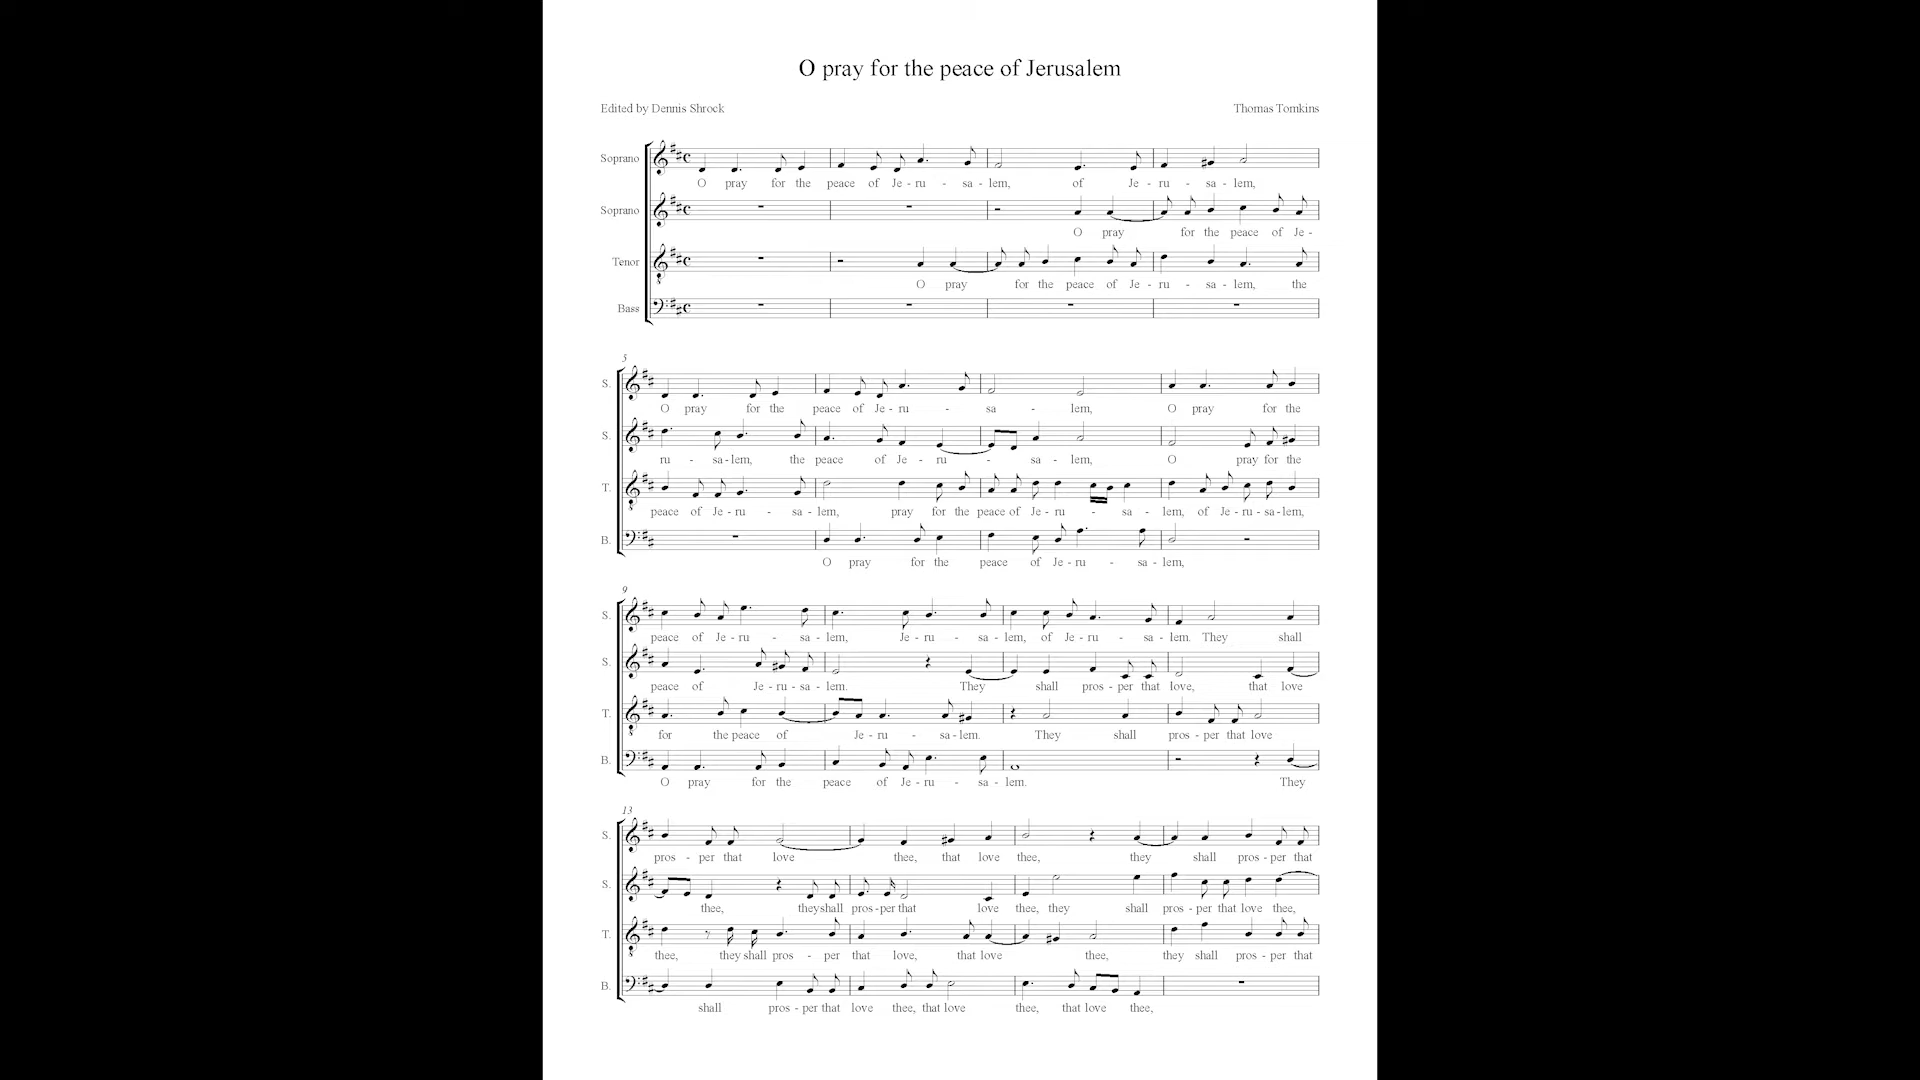 O pray for the peace of Jerusalem
Edited by Dennis Shrock
Thomas Tomkins
Soprano
O pray for the peace of Je - ru - sa - lem, of Je - ru - sa - lem,
Soprano
O pray for the peace of Je -
Tenor
O pray for the peace of Je - ru - sa - lem, the
Bass
5
S.
O pray for the peace of Je - ru - sa - lem, O pray for the
S.
ru - sa - lem, the peace of Je - ru - sa - lem, O pray for the
T.
peace of Je - ru - sa - lem, pray for the peace of Je - ru - sa - lem, of Je - ru - sa - lem,
B.
O pray for the peace of Je - ru - sa - lem,
9
S.
peace of Je - ru - sa - lem, Je - ru - sa - lem, of Je - ru - sa - lem. They shall
S.
peace of Je - ru - sa - lem. They shall pros - per that love, that love
T.
for the peace of Je - ru - sa - lem. They shall pros - per that love
B.
O pray for the peace of Je - ru - sa - lem. They
13
S.
pros - per that love thee, that love thee, they shall pros - per that
S.
thee, they shall pros - per that love thee, they shall pros - per that love thee,
T.
thee, they shall pros - per that love, that love thee, they shall pros - per that
B.
shall pros - per that love thee, that love thee, that love thee,